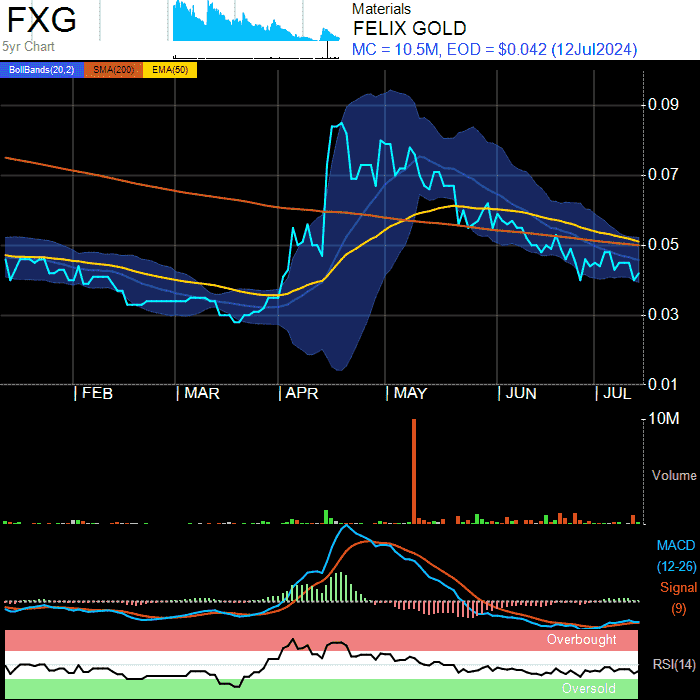 FXG
5yr Chart
Materials
FELIX GOLD
MC = 10.5M, EOD = $0.042 (12Jul2024)
BollBands(20,2) SMA(200) EMA(50)
0.09
0.07
0.05
0.03
0.01
| FEB | MAR | APR | MAY | JUN | JUL
10M
Volume
MACD
(12-26)
Signal
(9)
Overbought
RSI(14)
Oversold